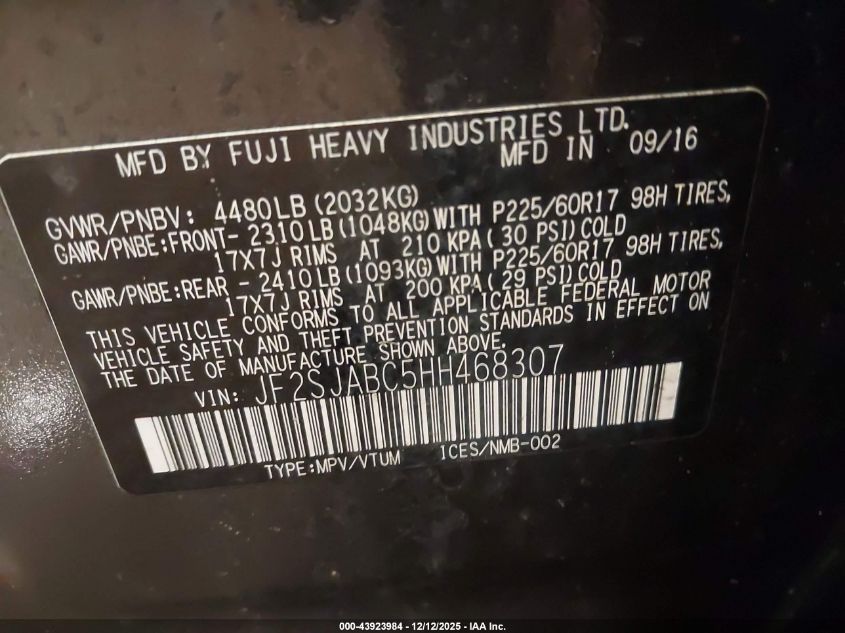 MFD BY FUJI HEAVY INDUSTRIES LTD.
MFD IN 09/16
GVWR/PNBV: 4480LB (2032KG)
GAWR/PNBE:FRONT- 2310LB (1048KG) WITH P225/60R17 98H TIRES,
17X7J RIMS AT 210 KPA ( 30 PSI) COLD
GAWR/PNBE:REAR - 2410LB (1093KG) WITH P225/60R17 98H TIRES,
17X7J RIMS AT 200 KPA ( 29 PSI) COLD
THIS VEHICLE CONFORMS TO ALL APPLICABLE FEDERAL MOTOR
VEHICLE SAFETY AND THEFT PREVENTION STANDARDS IN EFFECT ON
THE DATE OF MANUFACTURE SHOWN ABOVE.
VIN: JF2SJABC5HH468307
TYPE:MPV/VTUM ICES/NMB-002
000-43923984 - 12/12/2025 - IAA Inc.